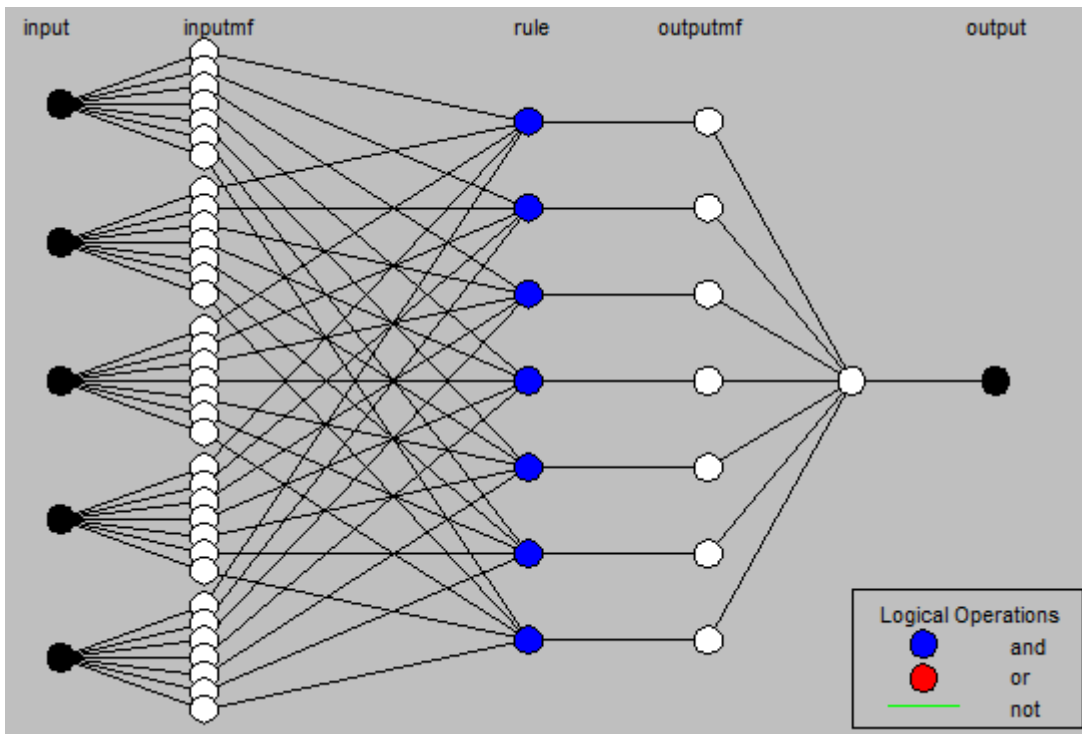 input inputmf rule outputmf output
Logical Operations
and
or
not